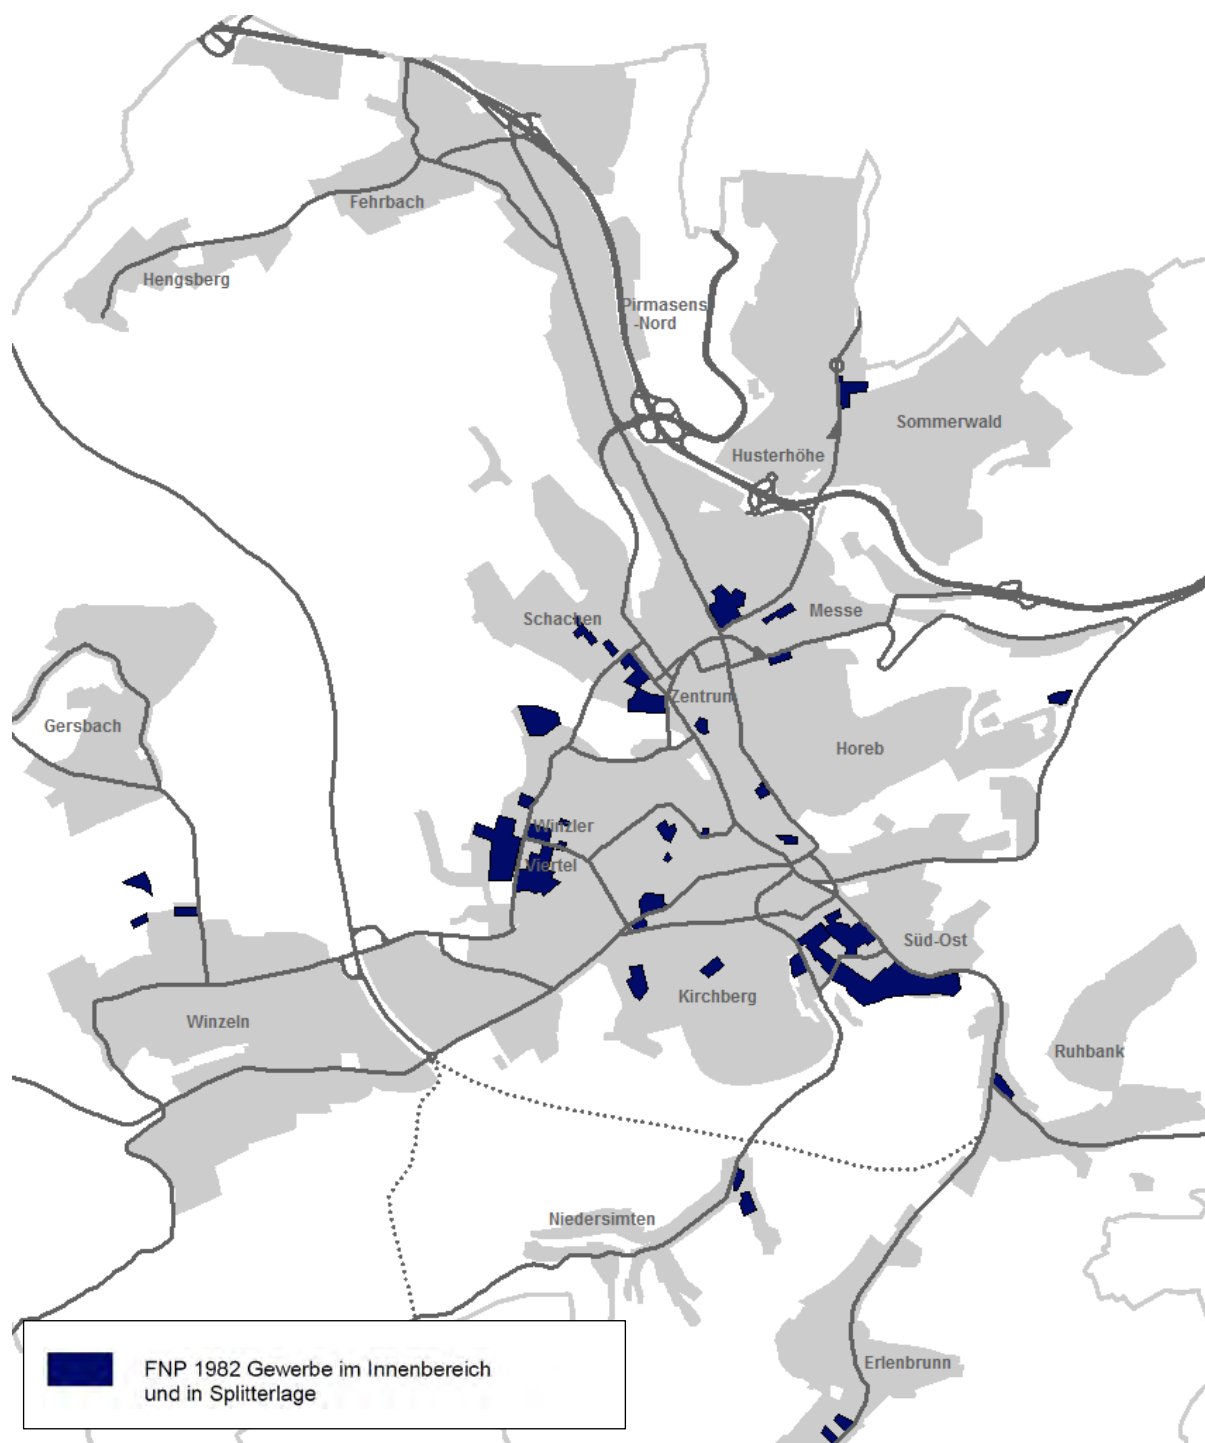 Fehrbach
Hengsberg
Pirmasens
-Nord
Sommerwald
Husterhöhe
Messe
Schachen
Zentrum
Gersbach
Horeb
Winzler
Viertel
Süd-Ost
Kirchberg
Winzeln
Ruhbank
Niedersimten
Erlenbrunn
FNP 1982 Gewerbe im Innenbereich
und in Splitterlage